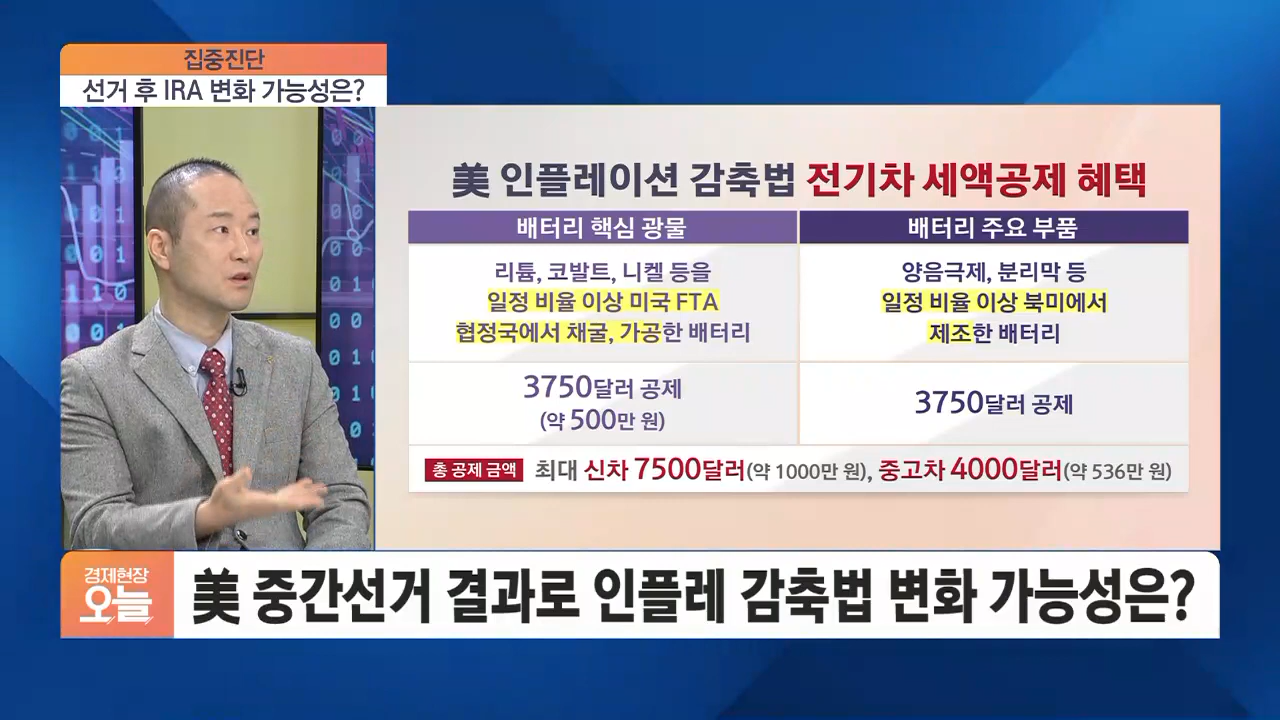 집중진단
선거 후 IRA 변화 가능성은?
美 인플레이션 감축법 전기차 세액공제 혜택
배터리 핵심 광물
배터리 주요 부품
리튬, 코발트, 니켈 등을
일정 비율 이상 미국 FTA
협정국에서 채굴, 가공한 배터리
양음극제, 분리막 등
일정 비율 이상 북미에서
제조한 배터리
3750달러 공제
(약 500만 원)
3750달러 공제
총 공제 금액 최대 신차 7500달러(약 1000만 원), 중고차 4000달러(약 536만 원)
경제현장
오늘
美 중간선거 결과로 인플레 감축법 변화 가능성은?